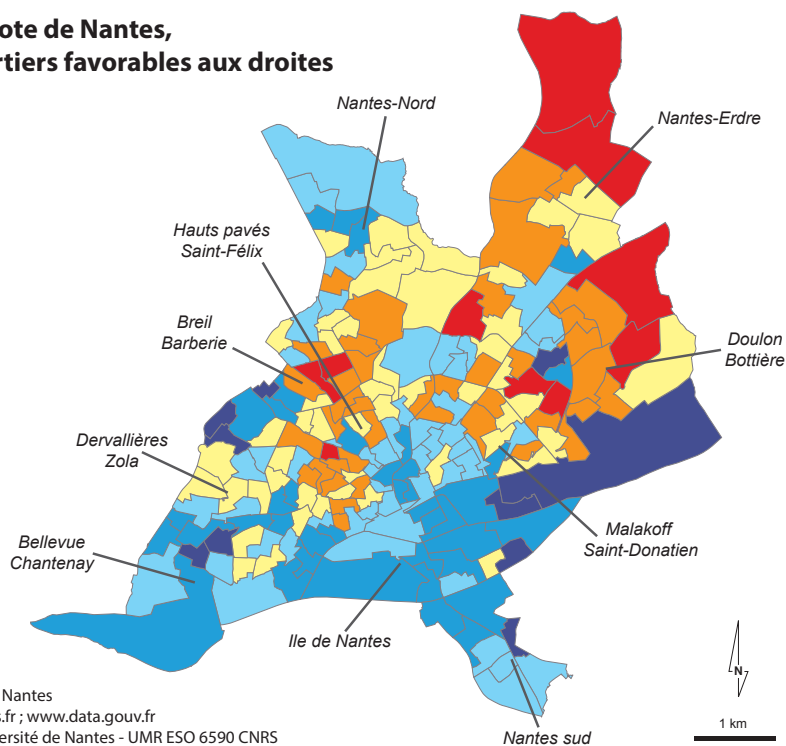 ote de Nantes,
rtiers favorables aux droites
Nantes-Nord
Nantes-Erdre
Hauts pavés
Saint-Félix
Breil
Barberie
Doulon
Bottière
Dervallières
Zola
Malakoff
Saint-Donatien
Bellevue
Chantenay
Ile de Nantes
Nantes sud
N
1 km
Nantes
s.fr ; www.data.gouv.fr
versité de Nantes - UMR ESO 6590 CNRS